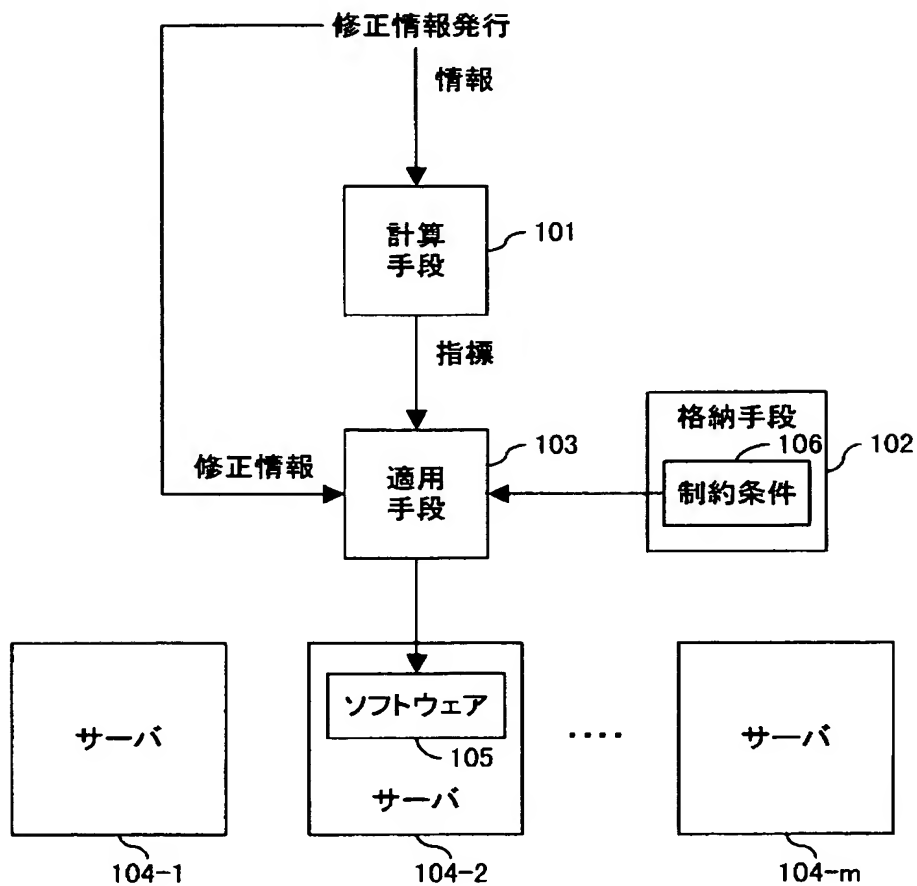 修正情報発行
情報
計算
手段
101
指標
格納手段
106
102
制約条件
103
修正情報
適用
手段
サーバ
ソフトウェア
105
サーバ
‥‥
サーバ
104-1
104-2
104-m